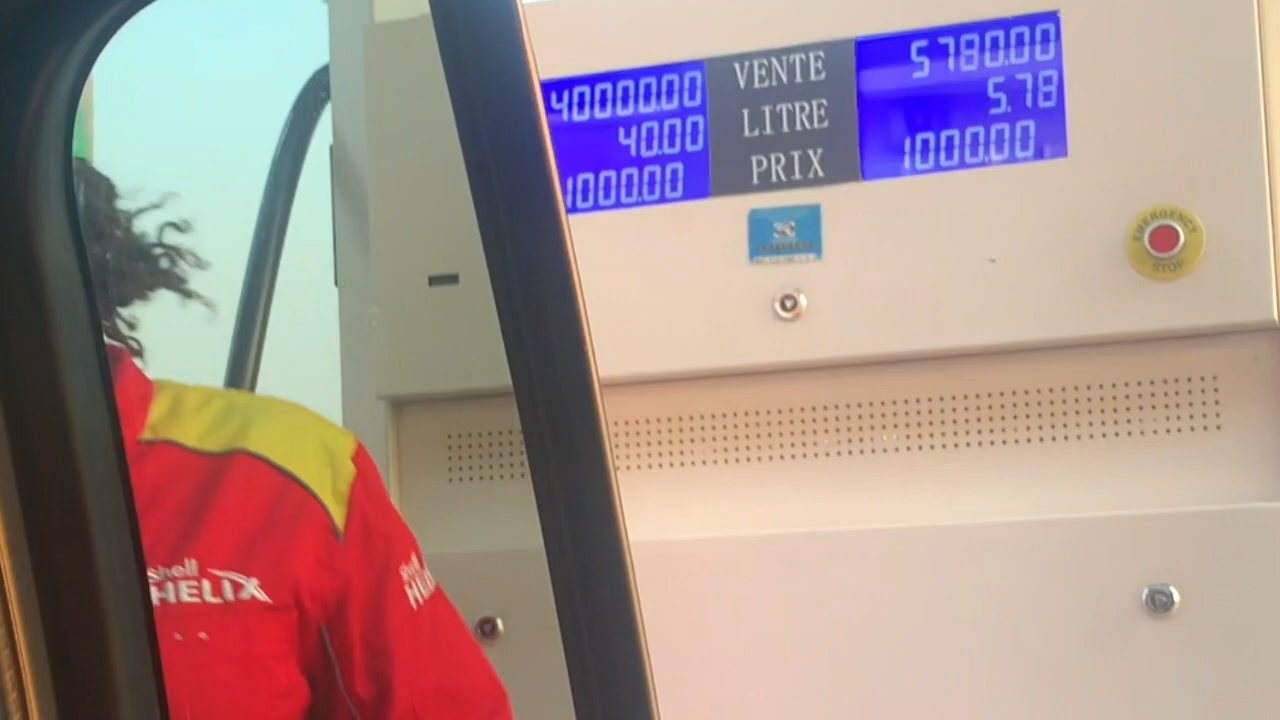 40000.00
40.00
1000.00
VENTE
LITRE
PRIX
5780.00
5.78
1000.00
EMERGENCY
STOP
Shell
HELIX